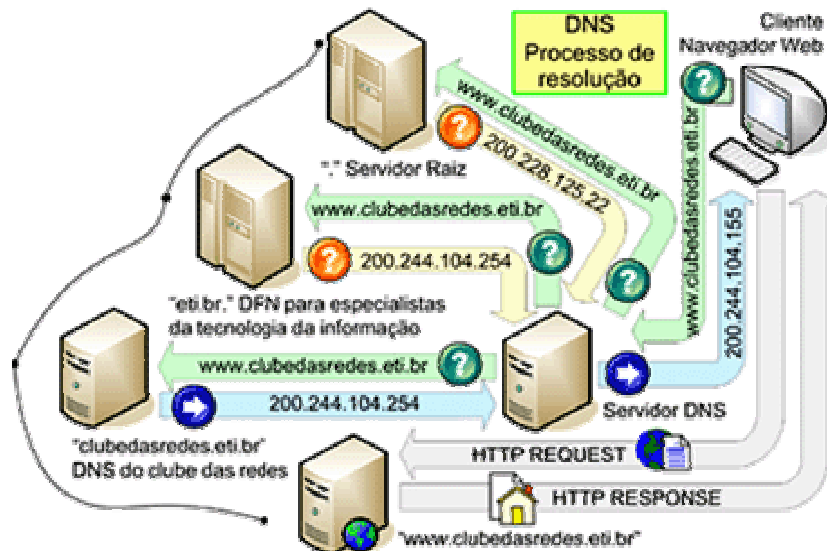 DNS
Processo de
resolução
Cliente
Navegador Web
www.clubedasredes.eti.br
200.228.125.22
"." Servidor Raiz
www.clubedasredes.eti.br
200.244.104.254
"eti.br." DFN para especialistas
da tecnologia da informação
www.clubedasredes.eti.br
200.244.104.155
www.clubedasredes.eti.br
200.244.104.254
Servidor DNS
"clubedasredes.eti.br"
DNS do clube das redes
HTTP REQUEST
HTTP RESPONSE
"www.clubedasredes.eti.br"